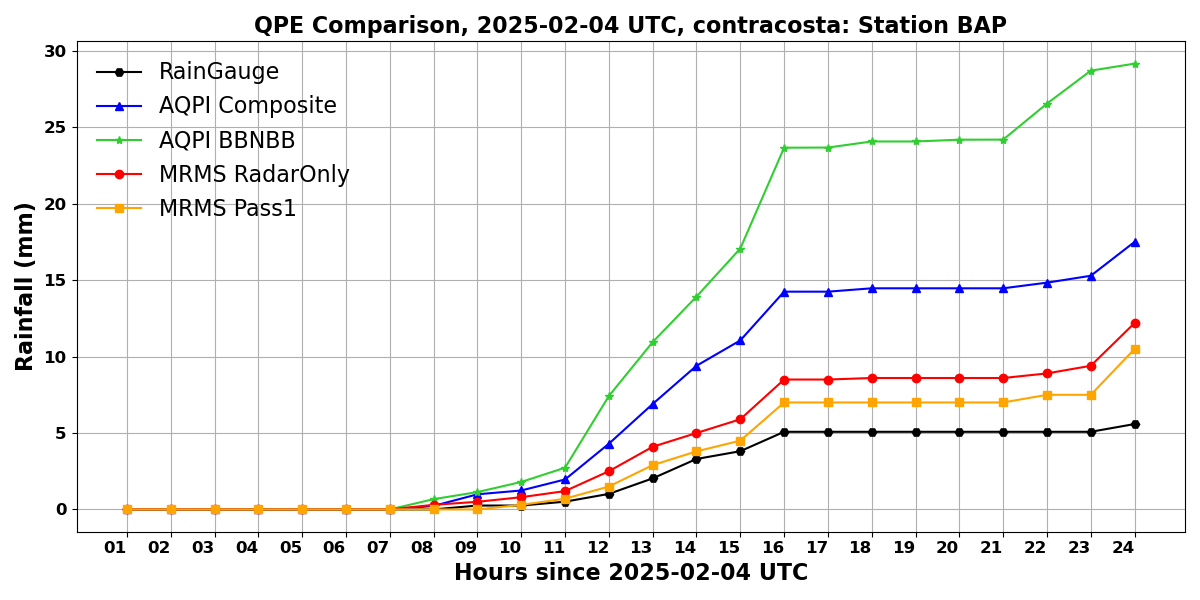 QPE Comparison, 2025-02-04 UTC, contracosta: Station BAP
30
25
20
15
10
5
0
Rainfall (mm)
RainGauge
AQPI Composite
AQPI BBNBB
MRMS RadarOnly
MRMS Pass1
01 02 03 04 05 06 07 08 09 10 11 12 13 14 15 16 17 18 19 20 21 22 23 24
Hours since 2025-02-04 UTC